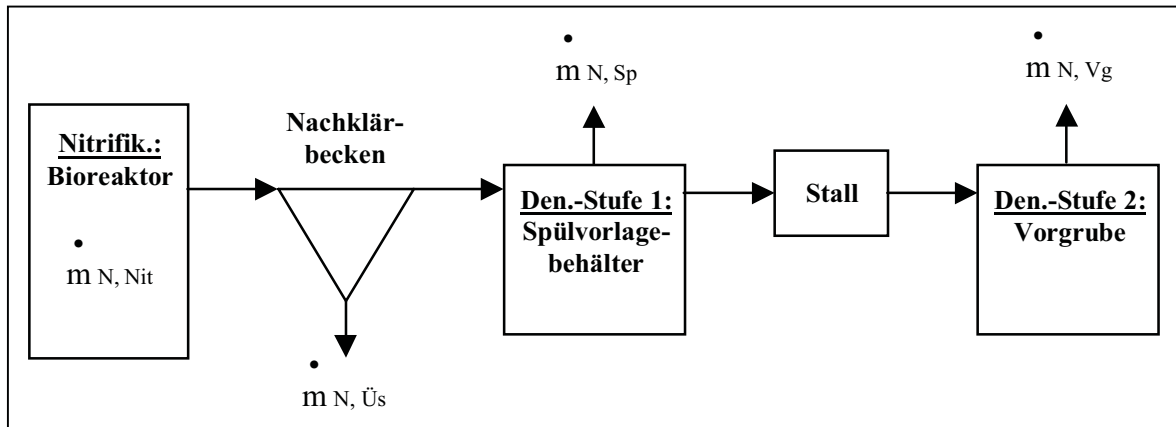 Nitrifik.:
Bioreaktor
ṁ N, Nit
Nachklär-
becken
ṁ N, Üs
ṁ N, Sp
Den.-Stufe 1:
Spülvorlage-
behälter
Stall
ṁ N, Vg
Den.-Stufe 2:
Vorgrube